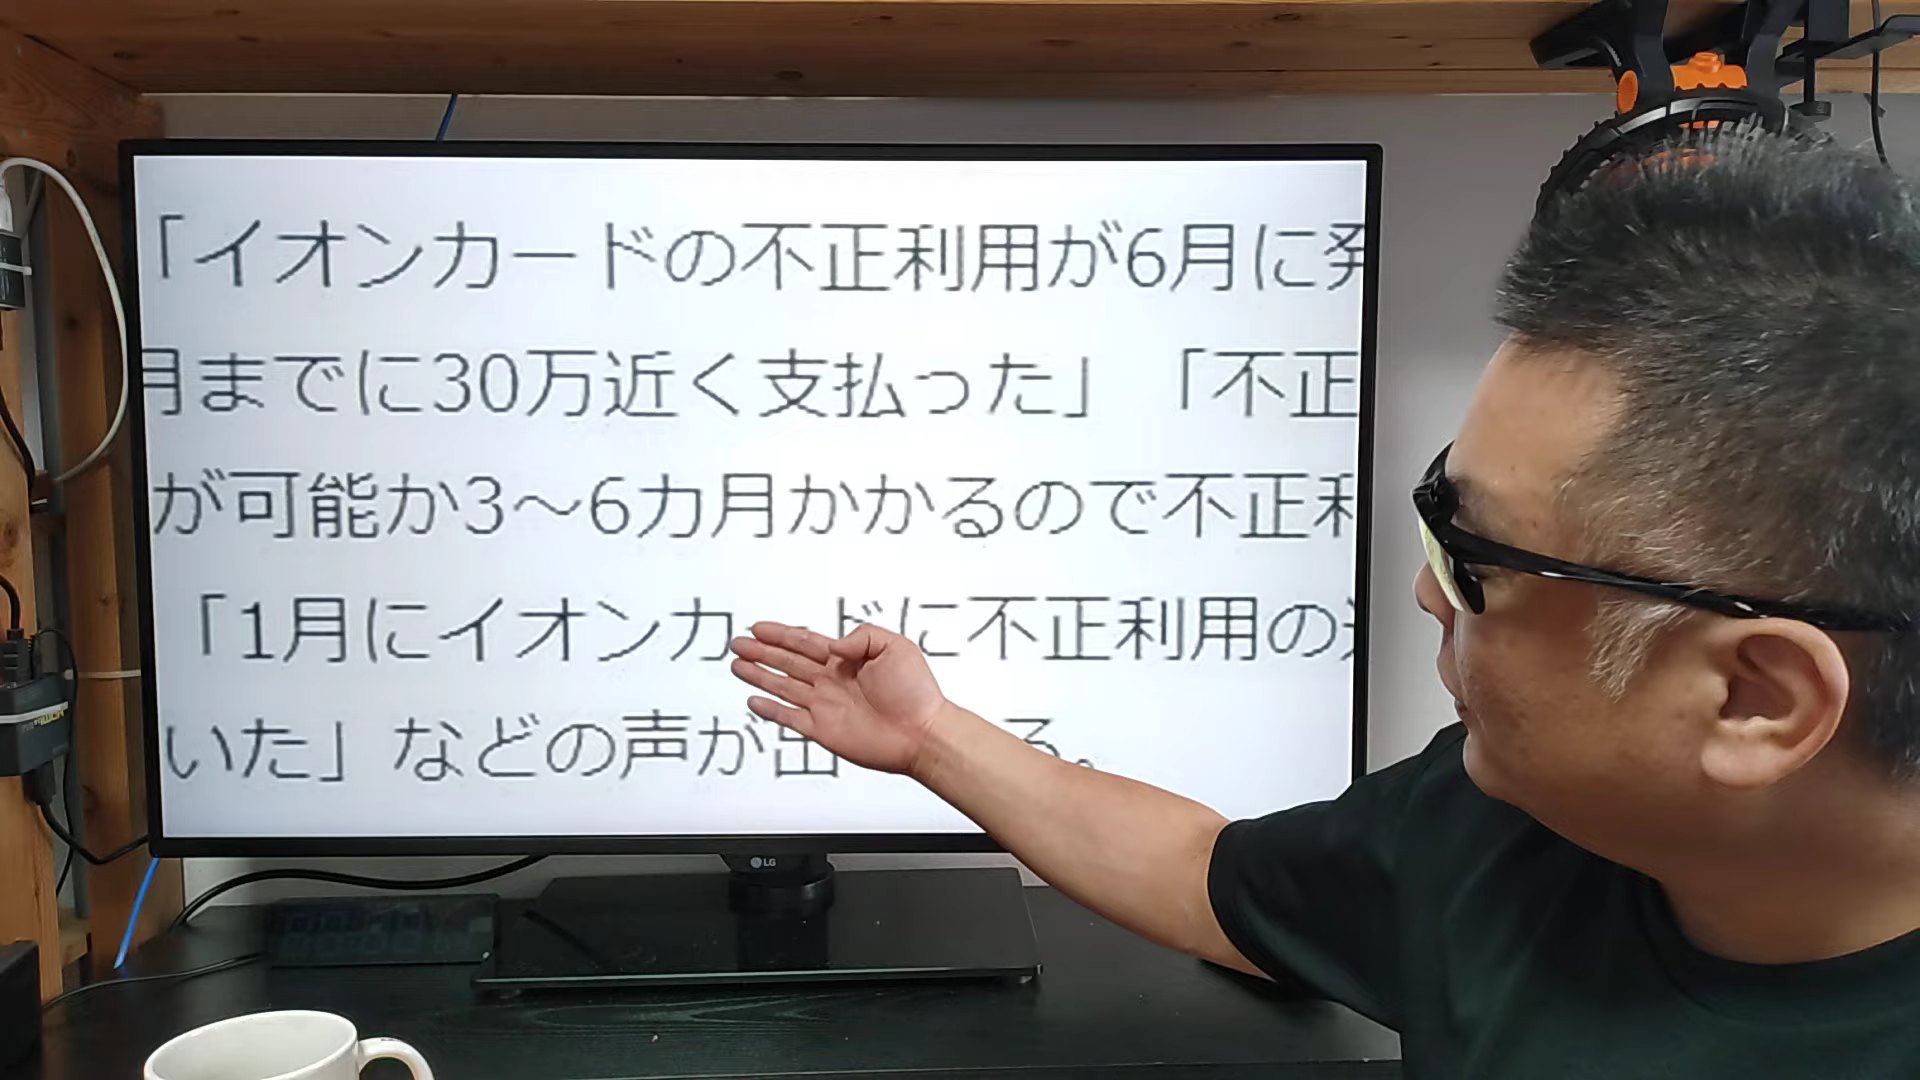 「イオンカードの不正利用が6月に発
月までに30万近く支払った」「不正
が可能か3～6カ月かかるので不正利
「1月にイオンカードに不正利用の
いた」などの声が出る。
LG